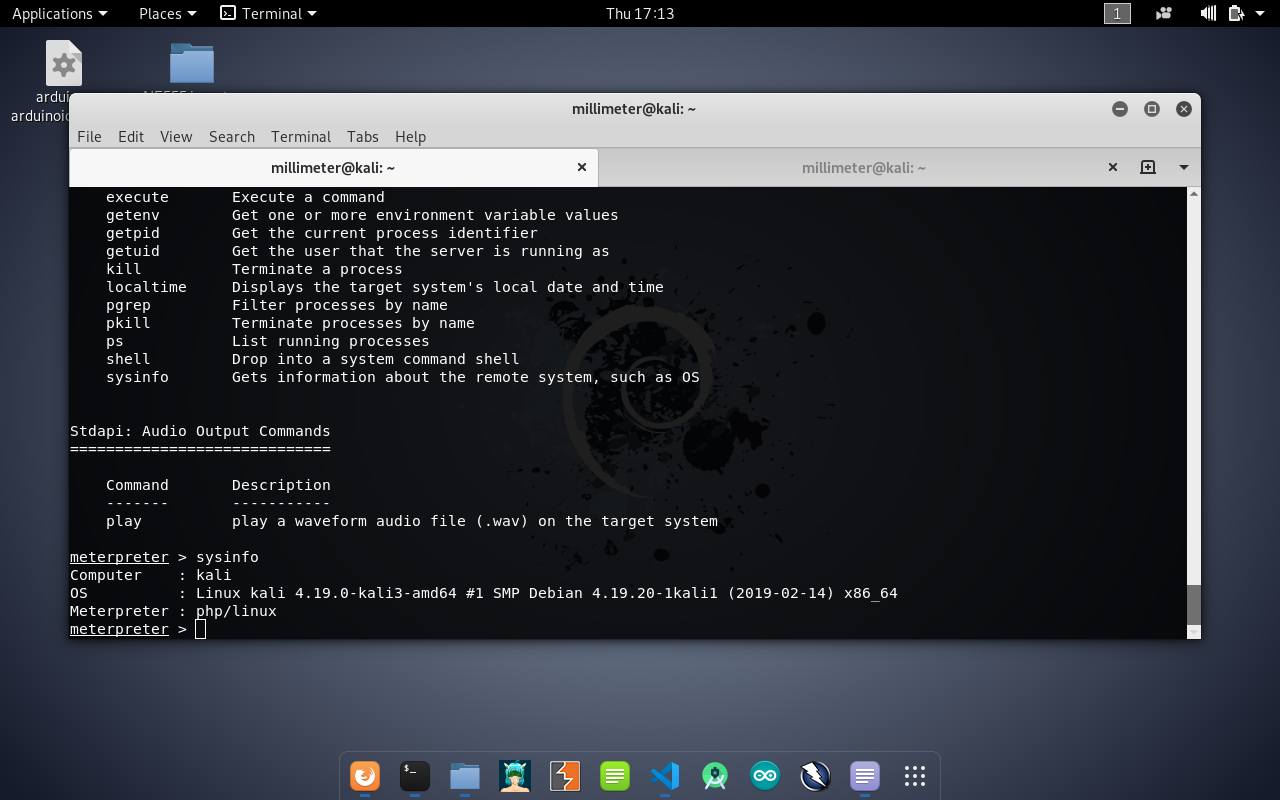 Applications Places Terminal Thu 17:13 1
millimeter@kali: ~
File Edit View Search Terminal Tabs Help
millimeter@kali: ~ millimeter@kali: ~
    execute       Execute a command
    getenv        Get one or more environment variable values
    getpid        Get the current process identifier
    getuid        Get the user that the server is running as
    kill          Terminate a process
    localtime     Displays the target system's local date and time
    pgrep         Filter processes by name
    pkill         Terminate processes by name
    ps            List running processes
    shell         Drop into a system command shell
    sysinfo       Gets information about the remote system, such as OS
Stdapi: Audio Output Commands
=============================
    Command       Description
    -------       -----------
    play          play a waveform audio file (.wav) on the target system
meterpreter > sysinfo
Computer    : kali
OS          : Linux kali 4.19.0-kali3-amd64 #1 SMP Debian 4.19.20-1kali1 (2019-02-14) x86_64
Meterpreter : php/linux
meterpreter >
$_